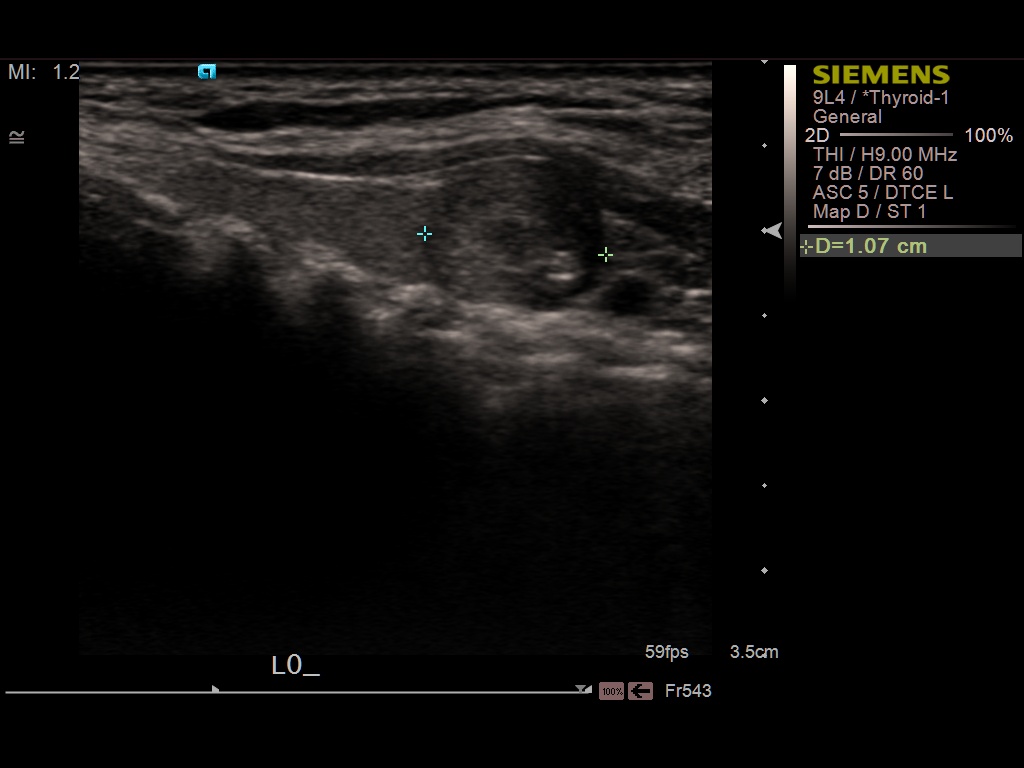 MI: 1.2
SIEMENS
9L4 / *Thyroid-1
General
2D 100%
THI / H9.00 MHz
7 dB / DR 60
ASC 5 / DTCE L
Map D / ST 1
D=1.07 cm
59fps 3.5cm
LO_
100% Fr543